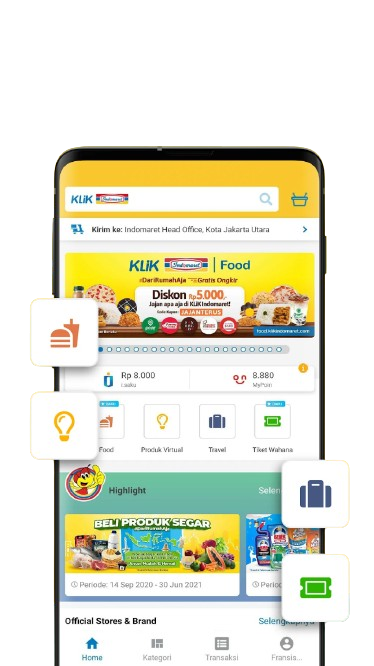 KLiK Indomaret
Kirim ke: Indomaret Head Office, Kota Jakarta Utara
KLiK Indomaret | Food
#DariRumahAja Gratis Ongkir
Diskon Rp5.000,-
Jajan apa aja di KLiK Indomaret!
JAJANTERUS
food.klikindomaret.com
Rp 8.000
8.880
1
i.saku
MyPoin
Food
Produk Virtual
Travel
Tiket Wahana
Highlight
Selen
BELI PRODUK SEGAR
Periode: 14 Sep 2020 - 30 Jun 2021
Perio
Official Stores & Brand
Selengkapnya
Home
Kategori
Transaksi
Fransis...